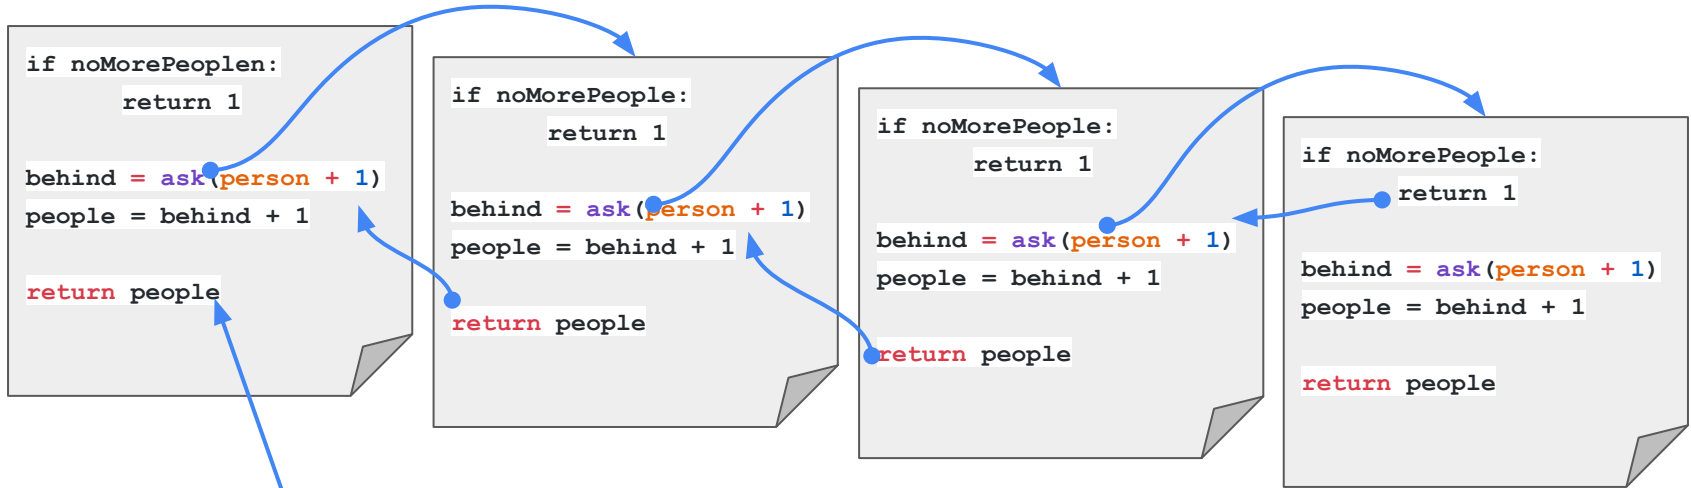 if noMorePeoplen:
return 1
behind = ask(person + 1)
people = behind + 1
return people
if noMorePeople:
return 1
behind = ask(person + 1)
people = behind + 1
return people
if noMorePeople:
return 1
behind = ask(person + 1)
people = behind + 1
return people
if noMorePeople:
return 1
behind = ask(person + 1)
people = behind + 1
return people